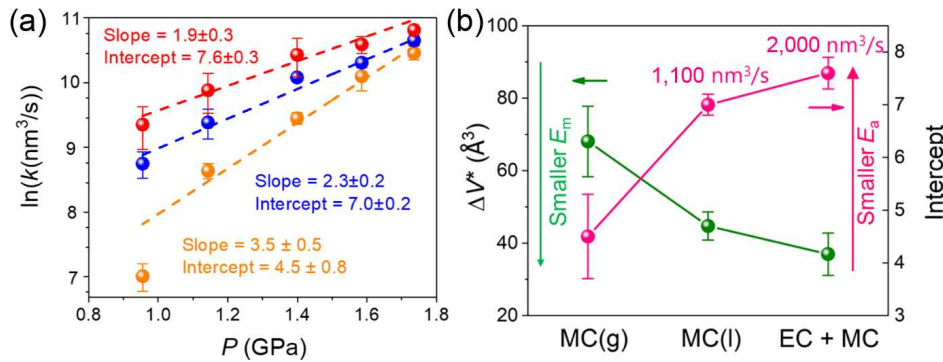 (a)
11
10
9
8
7
ln(k(nm³/s))
Slope = 1.9±0.3
Intercept = 7.6±0.3
Slope = 2.3±0.2
Intercept = 7.0±0.2
Slope = 3.5 ± 0.5
Intercept = 4.5 ± 0.8
0.8 1.0 1.2 1.4 1.6 1.8
P (GPa)
(b)
100
80
60
40
20
ΔV* (Å³)
Smaller Eₘ
1,100 nm³/s
2,000 nm³/s
Smaller Eₐ
8
7
6
5
4
3
Intercept
MC(g) MC(l) EC + MC